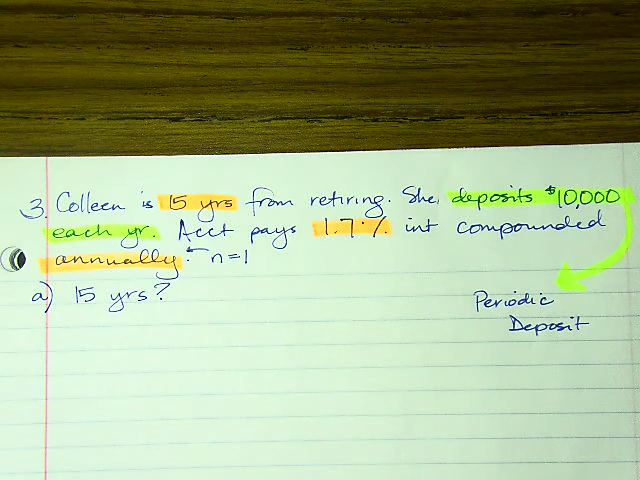 3. Colleen is 15 yrs from retiring. She deposits $10,000
each yr. Acct pays 1.7% int compounded
annually. ← n=1
a) 15 yrs?
Periodic
Deposit